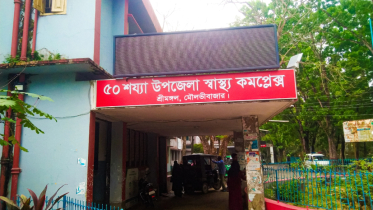 ৫০ শয্যা উপজেলা স্বাস্থ্য কমপ্লেক্স
শ্রীমঙ্গল, মৌলভীবাজার।